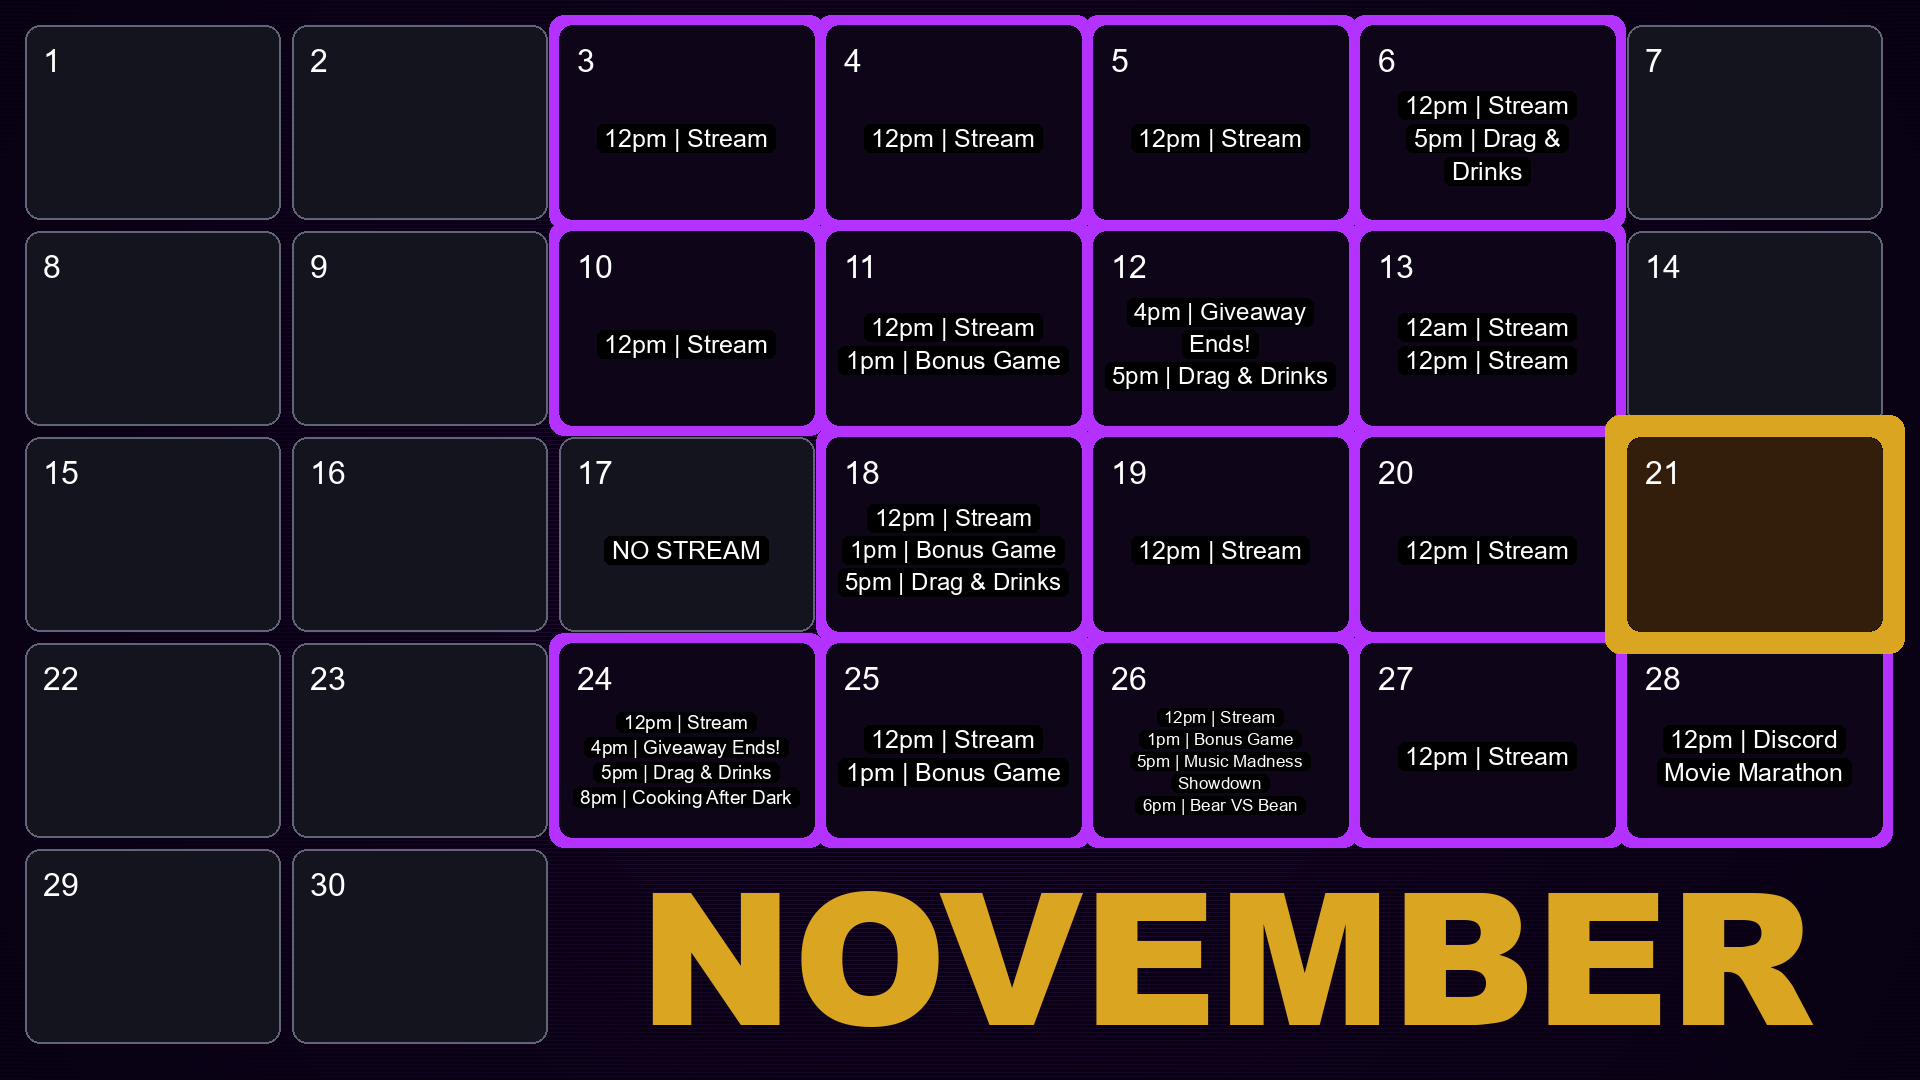 1
2
3
12pm | Stream
4
12pm | Stream
5
12pm | Stream
6
12pm | Stream
5pm | Drag &
Drinks
7
8
9
10
12pm | Stream
11
12pm | Stream
1pm | Bonus Game
12
4pm | Giveaway
Ends!
5pm | Drag & Drinks
13
12am | Stream
12pm | Stream
14
15
16
17
NO STREAM
18
12pm | Stream
1pm | Bonus Game
5pm | Drag & Drinks
19
12pm | Stream
20
12pm | Stream
21
22
23
24
12pm | Stream
4pm | Giveaway Ends!
5pm | Drag & Drinks
8pm | Cooking After Dark
25
12pm | Stream
1pm | Bonus Game
26
12pm | Stream
1pm | Bonus Game
5pm | Music Madness
Showdown
6pm | Bear VS Bean
27
12pm | Stream
28
12pm | Discord
Movie Marathon
29
30
NOVEMBER